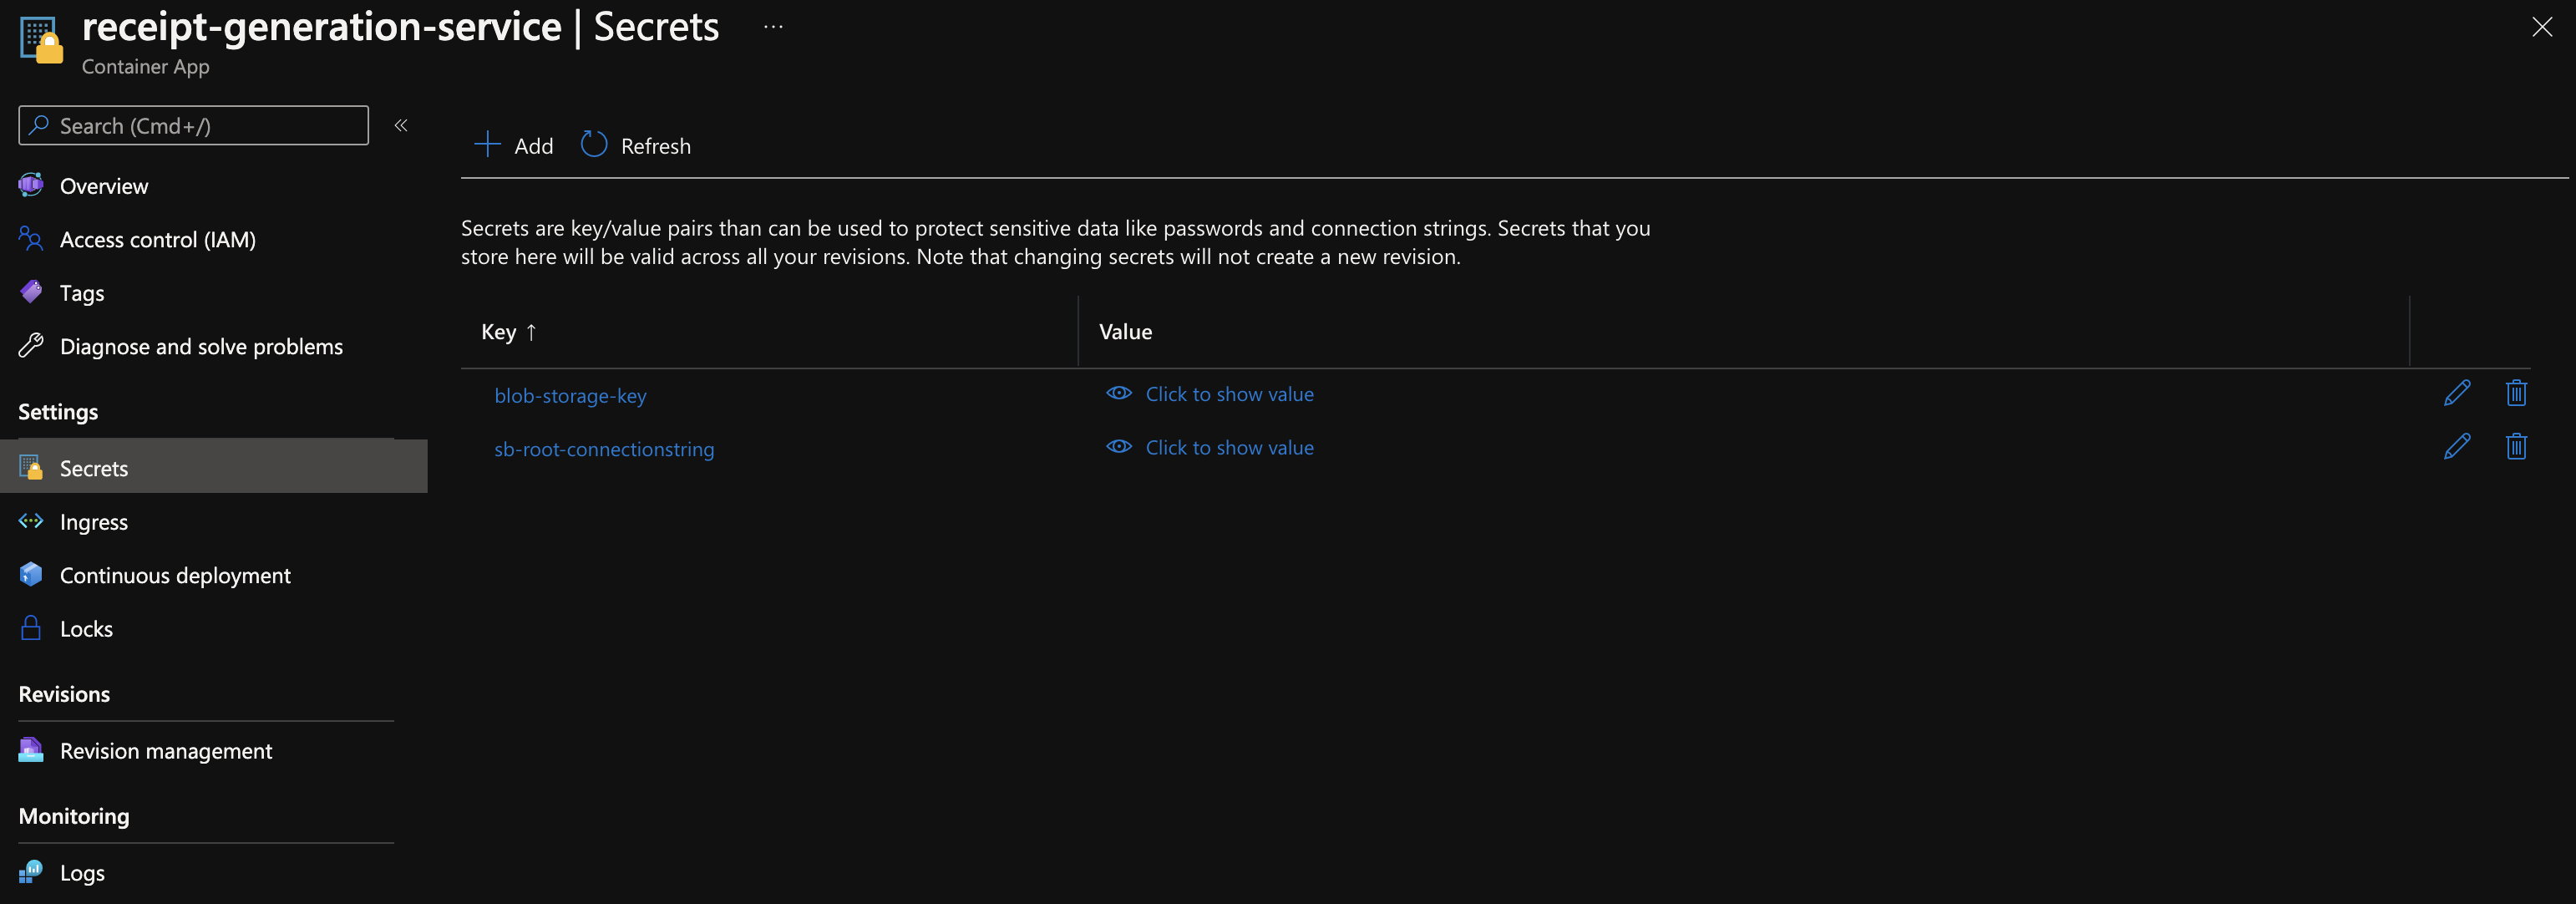 receipt-generation-service | Secrets ...
Container App
Search (Cmd+/)
«
Add
Refresh
Overview
Access control (IAM)
Tags
Diagnose and solve problems
Settings
Secrets
Ingress
Continuous deployment
Locks
Revisions
Revision management
Monitoring
Logs
Secrets are key/value pairs than can be used to protect sensitive data like passwords and connection strings. Secrets that you
store here will be valid across all your revisions. Note that changing secrets will not create a new revision.
Key ↑ Value
blob-storage-key Click to show value
sb-root-connectionstring Click to show value